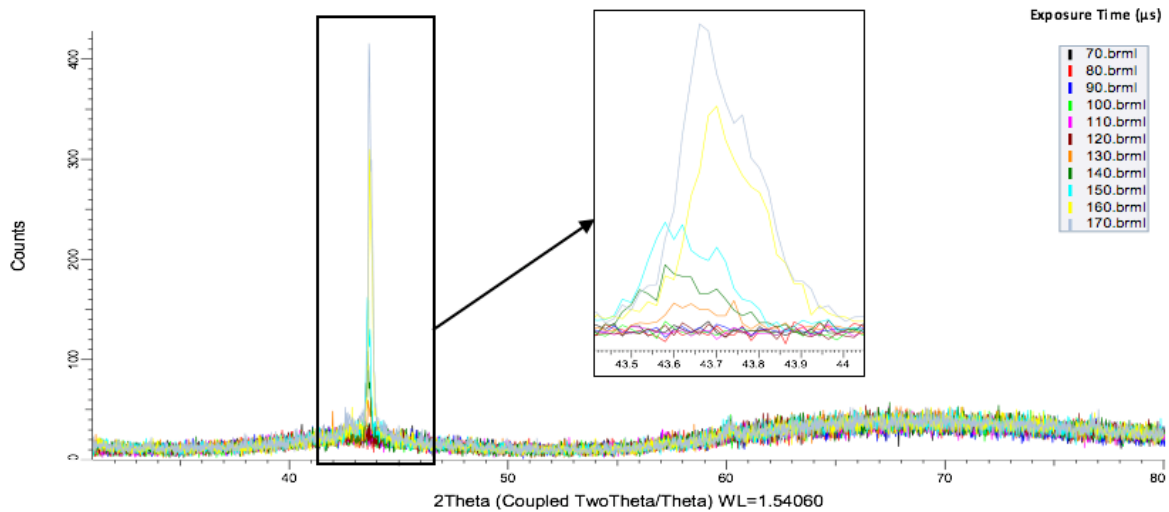 Exposure Time (μs)
70.brml
80.brml
90.brml
100.brml
110.brml
120.brml
130.brml
140.brml
150.brml
160.brml
170.brml
Counts
400
300
200
100
0
43.5 43.6 43.7 43.8 43.9 44
40 50 60 70 80
2Theta (Coupled TwoTheta/Theta) WL=1.54060